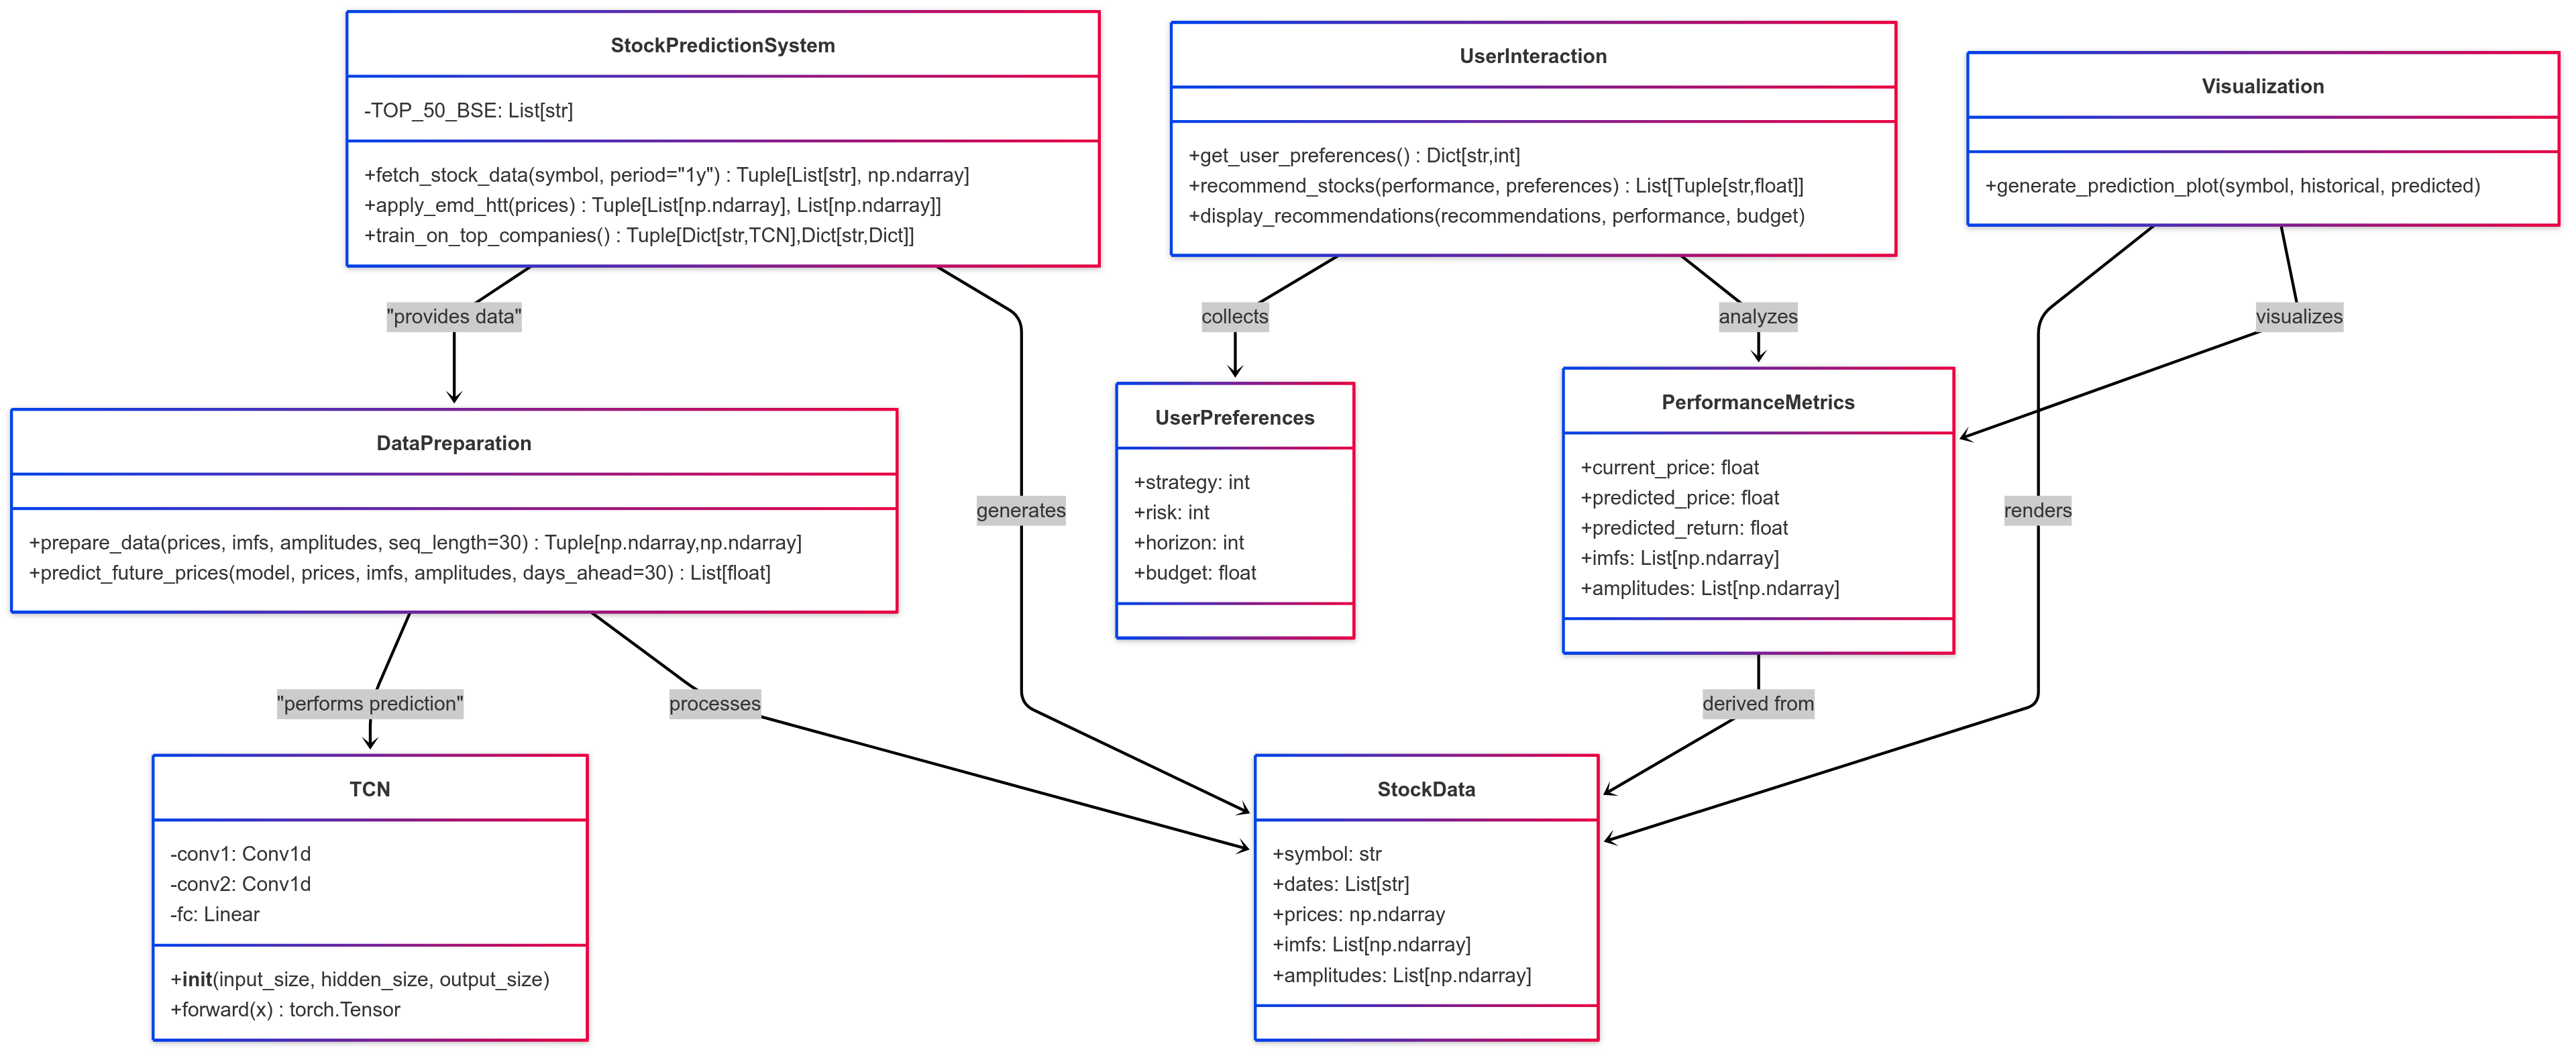 StockPredictionSystem
-TOP_50_BSE: List[str]
+fetch_stock_data(symbol, period="1y") : Tuple[List[str], np.ndarray]
+apply_emd_htt(prices) : Tuple[List[np.ndarray], List[np.ndarray]]
+train_on_top_companies() : Tuple[Dict[str,TCN],Dict[str,Dict]]
UserInteraction
+get_user_preferences() : Dict[str,int]
+recommend_stocks(performance, preferences) : List[Tuple[str,float]]
+display_recommendations(recommendations, performance, budget)
Visualization
+generate_prediction_plot(symbol, historical, predicted)
"provides data"
collects
analyzes
visualizes
DataPreparation
+prepare_data(prices, imfs, amplitudes, seq_length=30) : Tuple[np.ndarray,np.ndarray]
+predict_future_prices(model, prices, imfs, amplitudes, days_ahead=30) : List[float]
generates
UserPreferences
+strategy: int
+risk: int
+horizon: int
+budget: float
PerformanceMetrics
+current_price: float
+predicted_price: float
+predicted_return: float
+imfs: List[np.ndarray]
+amplitudes: List[np.ndarray]
renders
"performs prediction"
processes
derived from
TCN
-conv1: Conv1d
-conv2: Conv1d
-fc: Linear
+init(input_size, hidden_size, output_size)
+forward(x) : torch.Tensor
StockData
+symbol: str
+dates: List[str]
+prices: np.ndarray
+imfs: List[np.ndarray]
+amplitudes: List[np.ndarray]